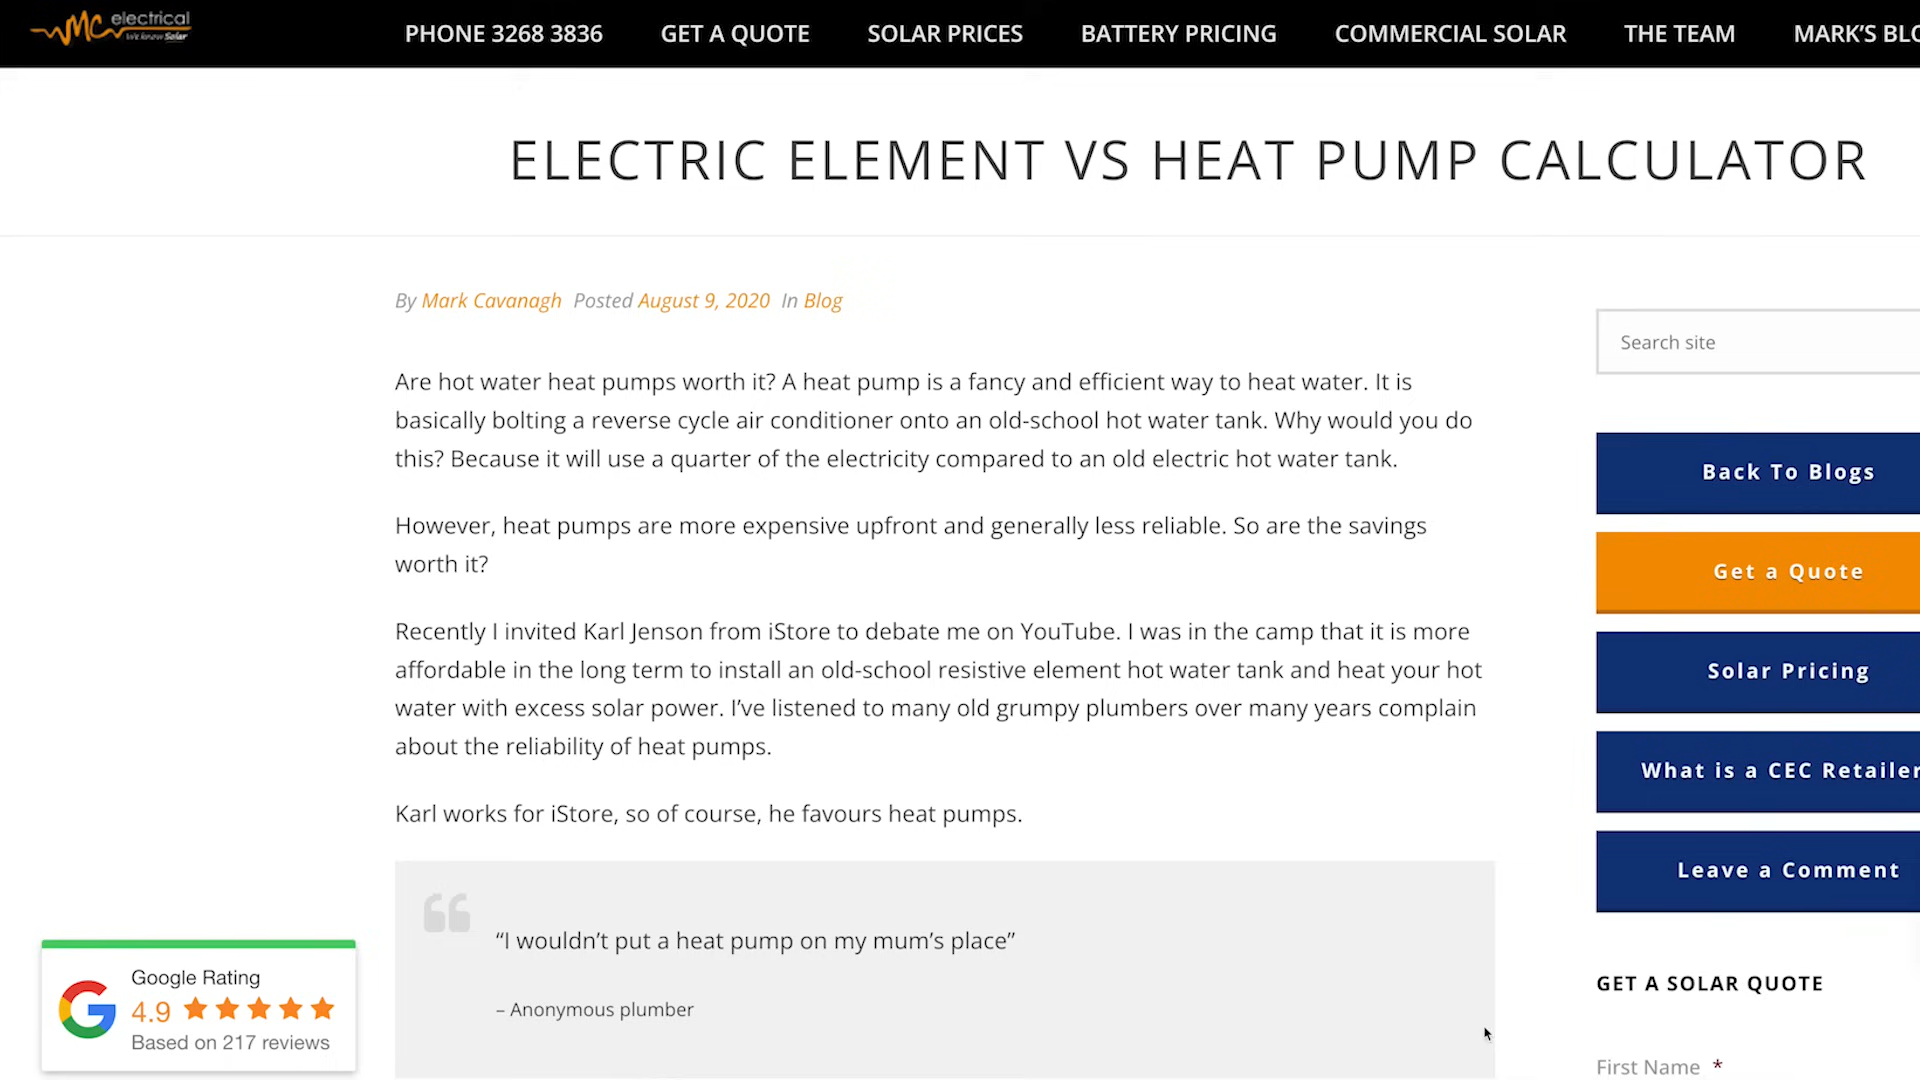 electrical
We know Solar
PHONE 3268 3836
GET A QUOTE
SOLAR PRICES
BATTERY PRICING
COMMERCIAL SOLAR
THE TEAM
MARK'S BLO
ELECTRIC ELEMENT VS HEAT PUMP CALCULATOR
By Mark Cavanagh Posted August 9, 2020 In Blog
Are hot water heat pumps worth it? A heat pump is a fancy and efficient way to heat water. It is
basically bolting a reverse cycle air conditioner onto an old-school hot water tank. Why would you do
this? Because it will use a quarter of the electricity compared to an old electric hot water tank.
However, heat pumps are more expensive upfront and generally less reliable. So are the savings
worth it?
Recently I invited Karl Jenson from iStore to debate me on YouTube. I was in the camp that it is more
affordable in the long term to install an old-school resistive element hot water tank and heat your hot
water with excess solar power. I've listened to many old grumpy plumbers over many years complain
about the reliability of heat pumps.
Karl works for iStore, so of course, he favours heat pumps.
“I wouldn't put a heat pump on my mum's place”
– Anonymous plumber
Search site
Back To Blogs
Get a Quote
Solar Pricing
What is a CEC Retailer
Leave a Comment
GET A SOLAR QUOTE
First Name *
Google Rating
4.9
Based on 217 reviews